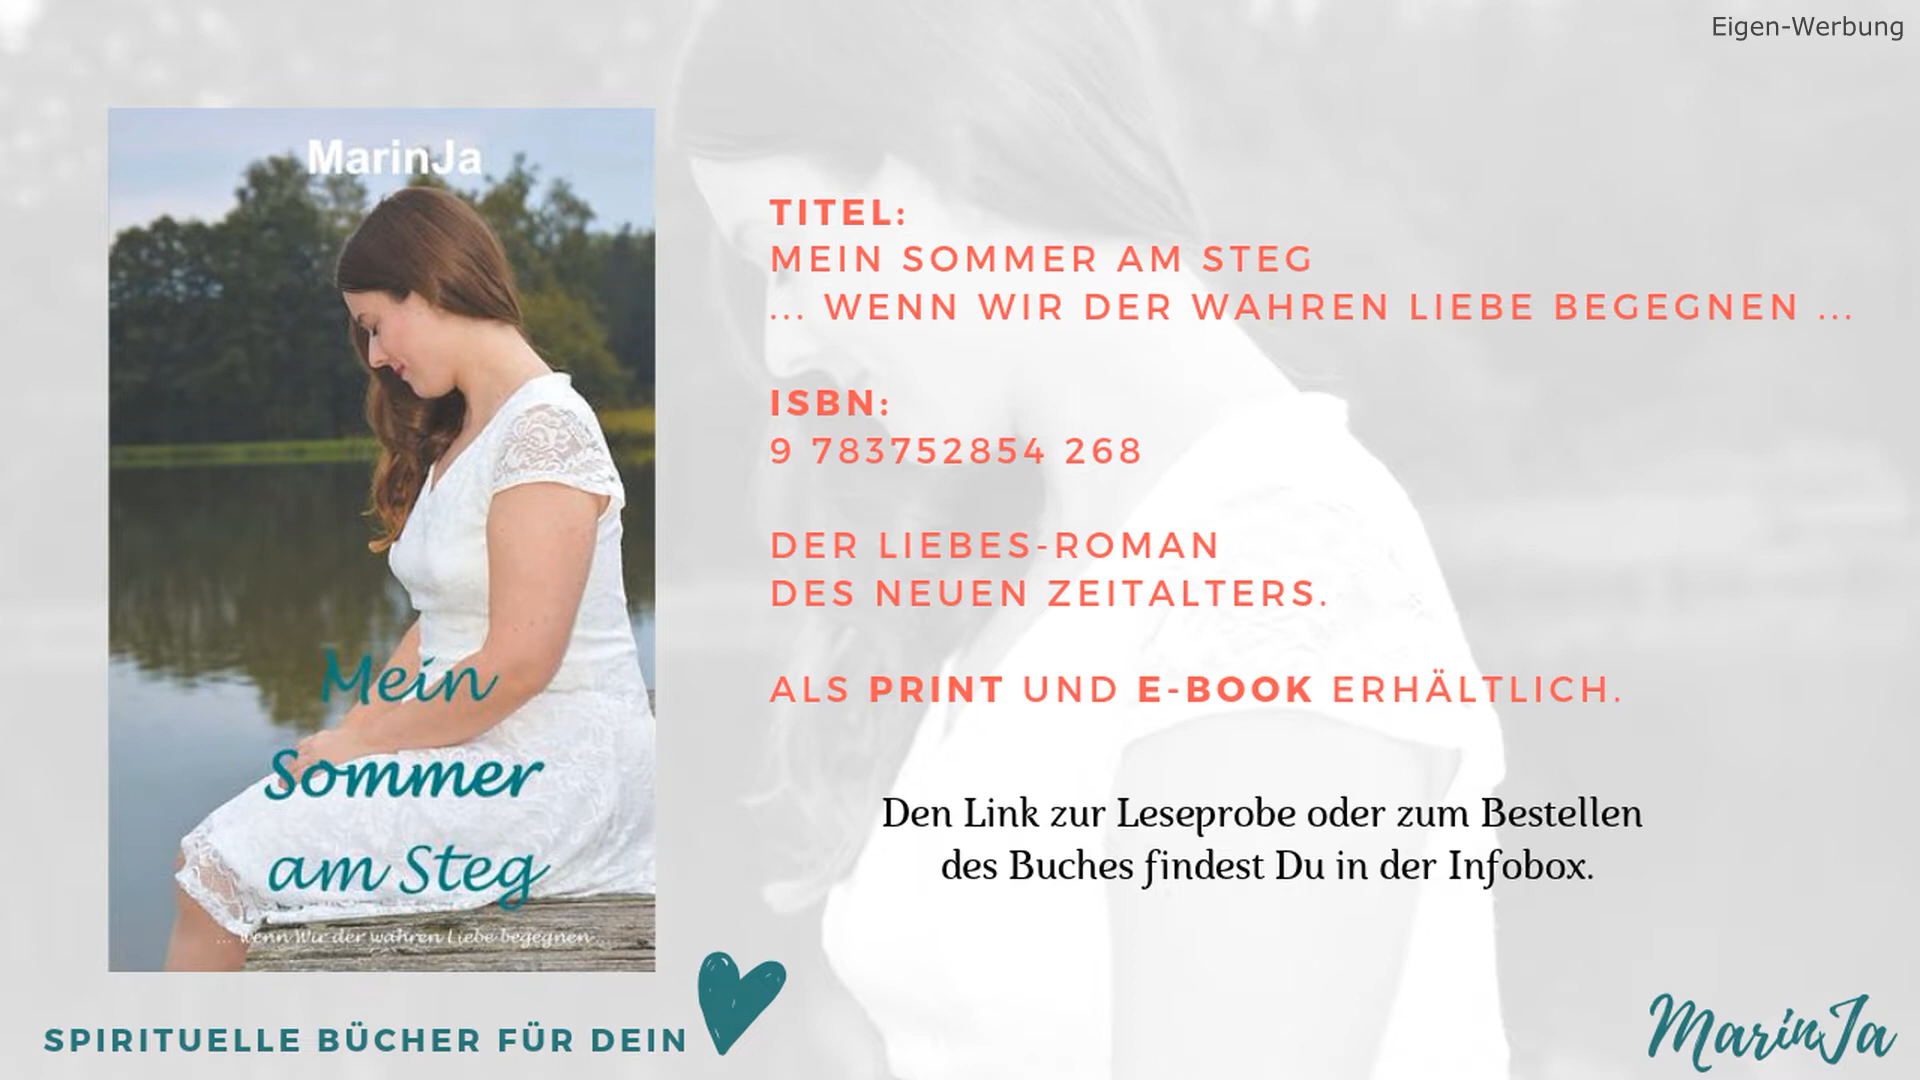 Eigen-Werbung
MarinJa
Mein
Sommer
am Steg
... wenn Wir der wahren Liebe begegnen ...
TITEL:
MEIN SOMMER AM STEG
... WENN WIR DER WAHREN LIEBE BEGEGNEN ...
ISBN:
9 783752854 268
DER LIEBES-ROMAN
DES NEUEN ZEITALTERS.
ALS PRINT UND E-BOOK ERHÄLTLICH.
Den Link zur Leseprobe oder zum Bestellen
des Buches findest Du in der Infobox.
SPIRITUELLE BÜCHER FÜR DEIN
MarinJa